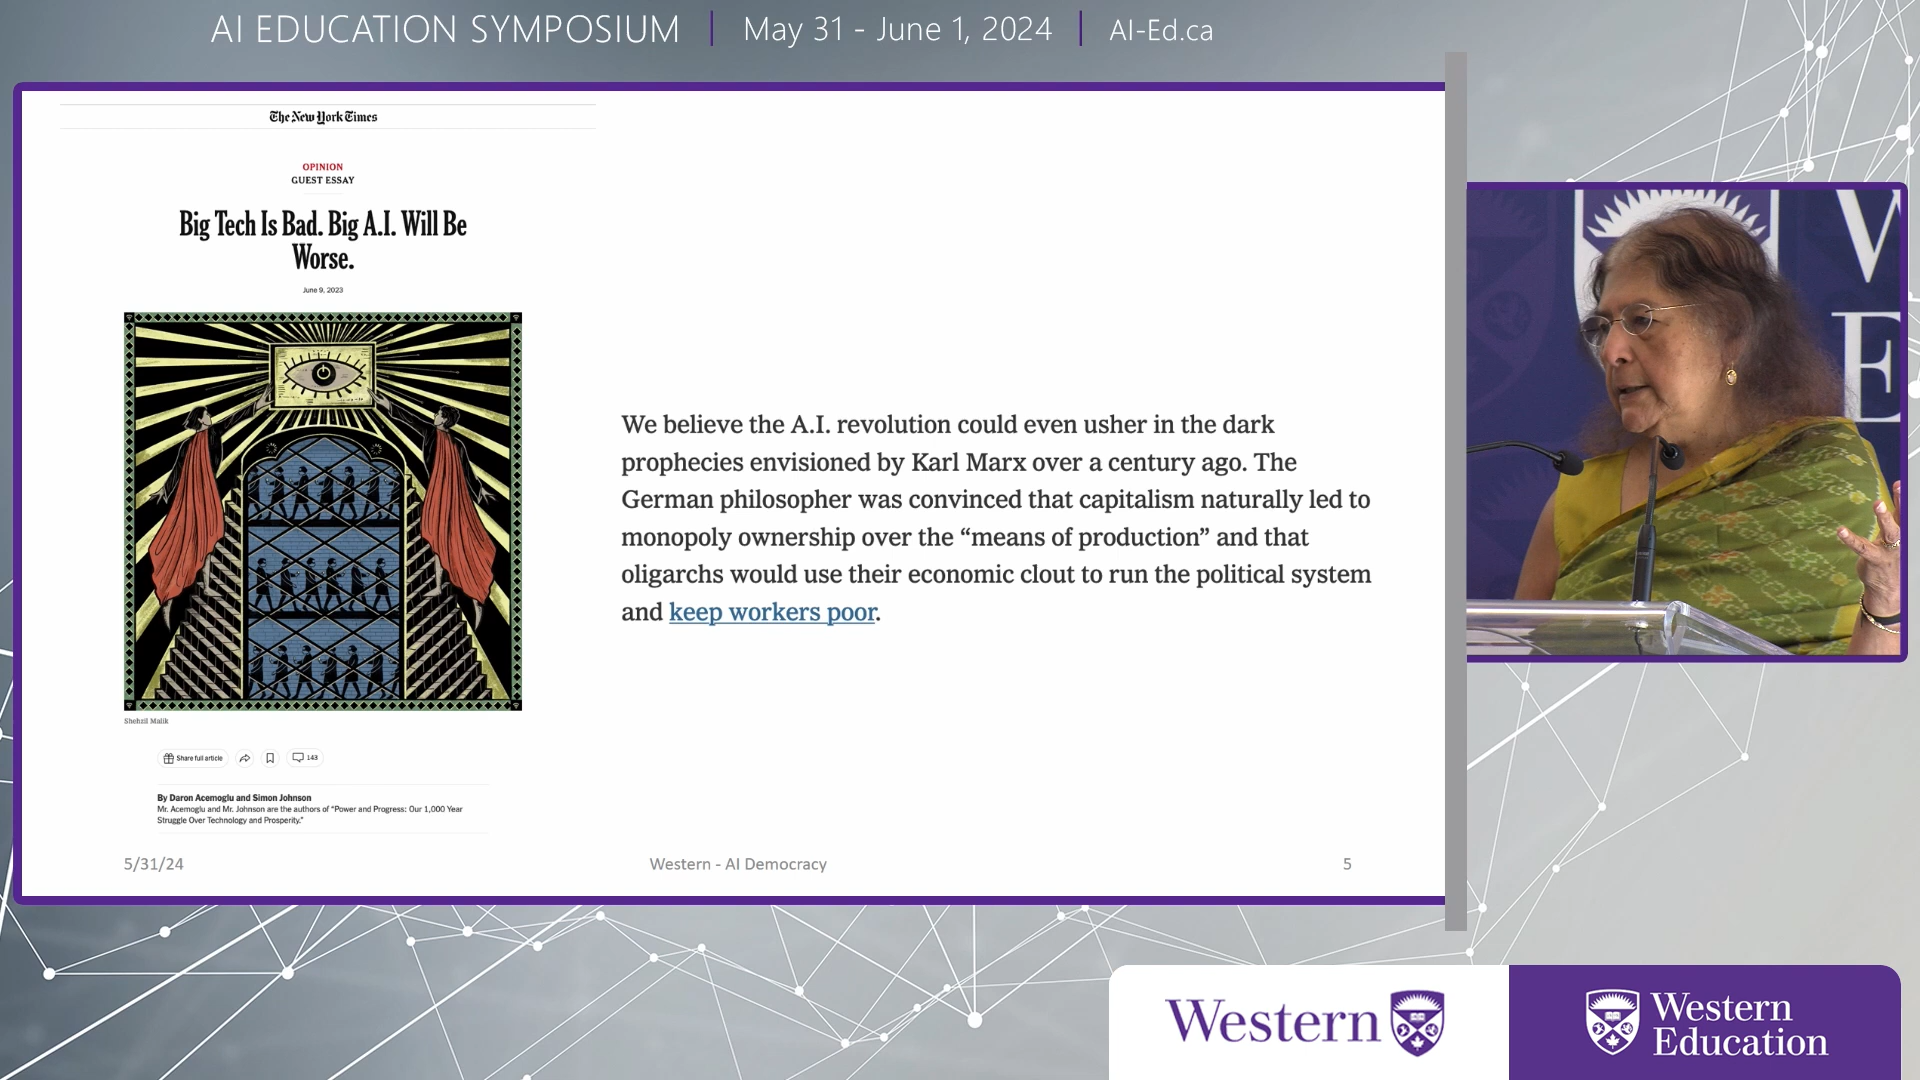 AI EDUCATION SYMPOSIUM | May 31 - June 1, 2024 | AI-Ed.ca
The New York Times
OPINION
GUEST ESSAY
Big Tech Is Bad. Big A.I. Will Be
Worse.
June 9, 2023
Shehzil Malik
Share full article
143
By Daron Acemoglu and Simon Johnson
Mr. Acemoglu and Mr. Johnson are the authors of “Power and Progress: Our 1,000 Year
Struggle Over Technology and Prosperity.”
We believe the A.I. revolution could even usher in the dark
prophecies envisioned by Karl Marx over a century ago. The
German philosopher was convinced that capitalism naturally led to
monopoly ownership over the “means of production” and that
oligarchs would use their economic clout to run the political system
and keep workers poor.
5/31/24
Western - AI Democracy
5
W
E
Western
Western
Education